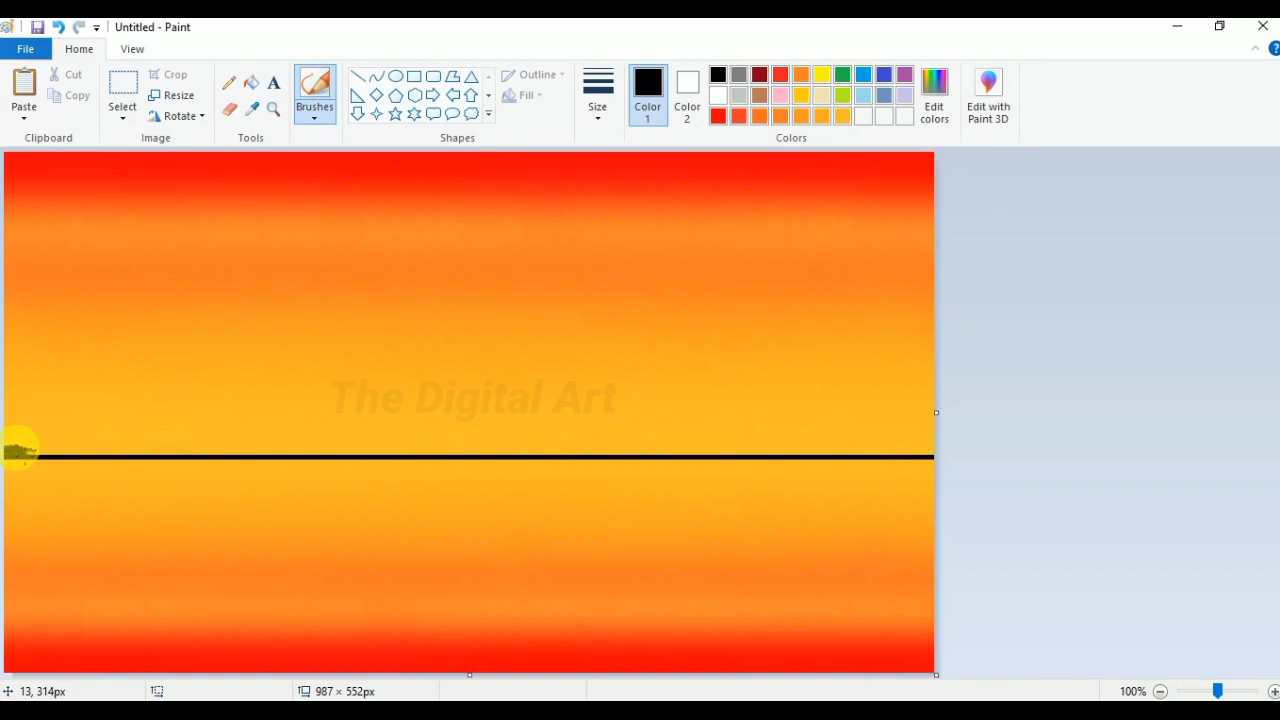 Untitled - Paint
File Home View
Paste
Cut
Copy
Clipboard
Select
Crop
Resize
Rotate
Image
A
Tools
Brushes
Outline
Fill
Shapes
Size
Color 1
Color 2
Edit colors
Colors
Edit with Paint 3D
The Digital Art
13, 314px
987 × 552px
100%